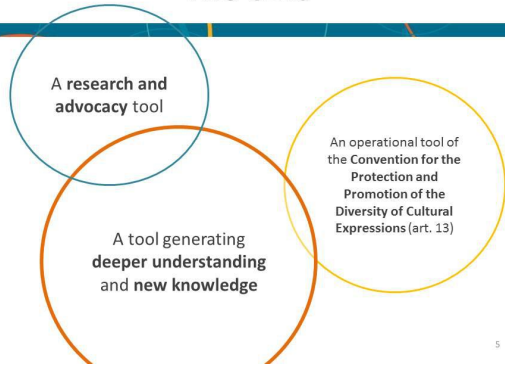 A research and
advocacy tool
An operational tool of
the Convention for the
Protection and
Promotion of the
Diversity of Cultural
Expressions (art. 13)
A tool generating
deeper understanding
and new knowledge
5